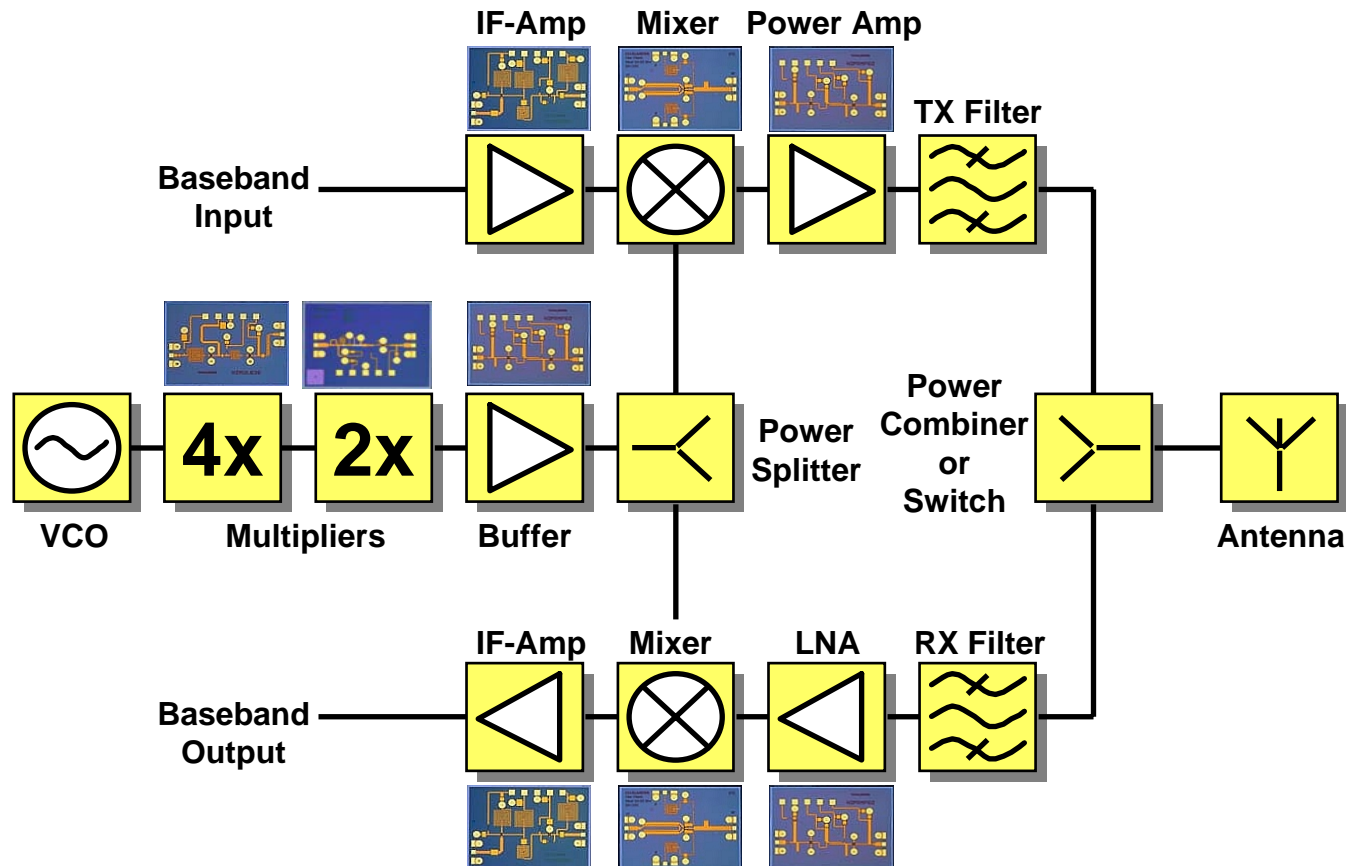 IF-Amp
Mixer
Power Amp
TX Filter
Baseband
Input
4x
2x
Power
Splitter
Power
Combiner
or
Switch
VCO
Multipliers
Buffer
Antenna
IF-Amp
Mixer
LNA
RX Filter
Baseband
Output